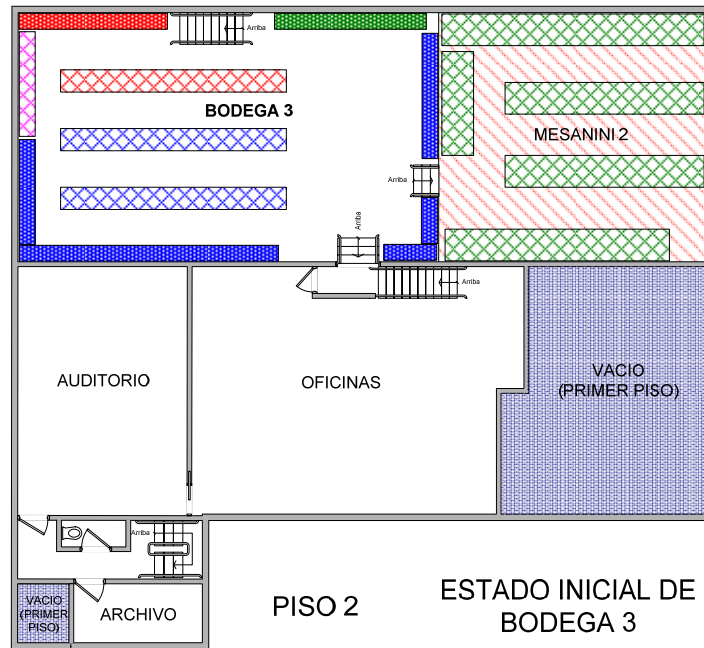 Arriba
BODEGA 3
MESANINI 2
Arriba
Arriba
Arriba
AUDITORIO
OFICINAS
VACIO
(PRIMER PISO)
Arriba
VACIO
(PRIMER
PISO)
ARCHIVO
PISO 2
ESTADO INICIAL DE
BODEGA 3